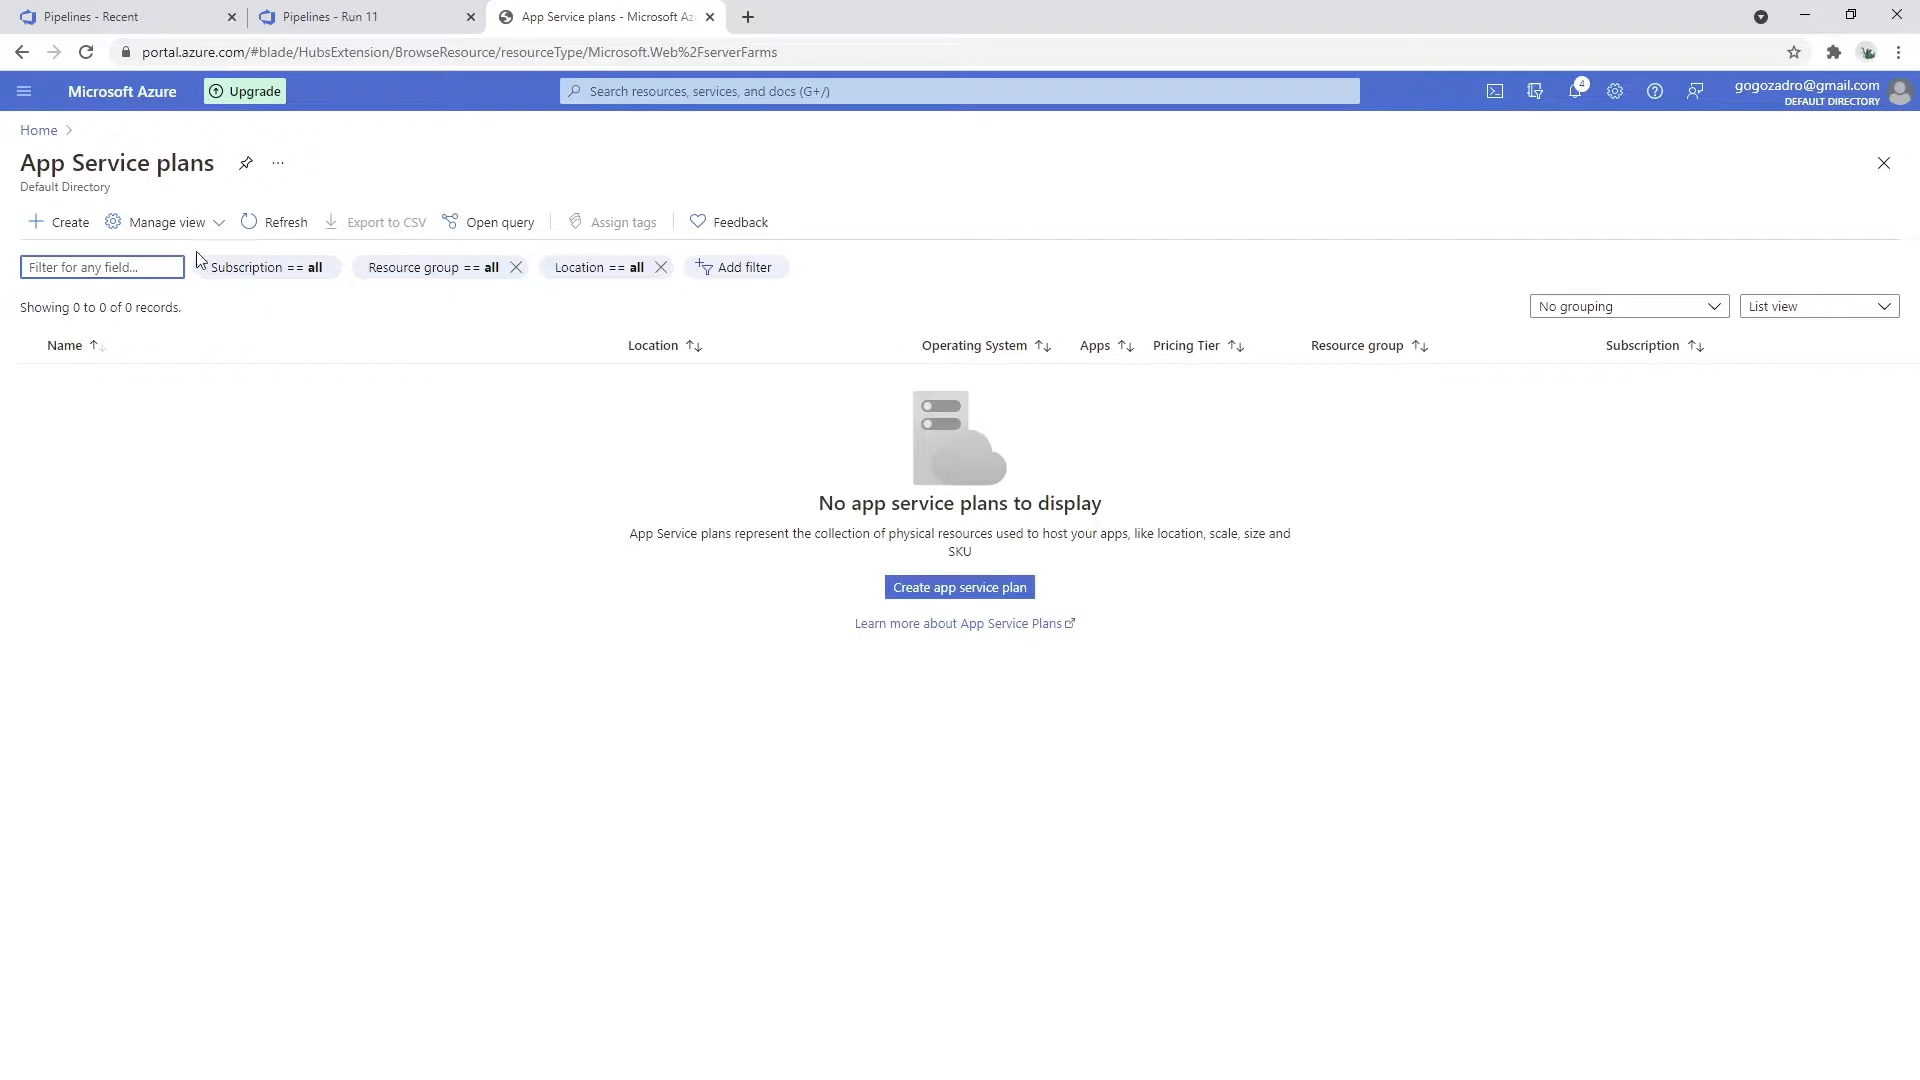 Pipelines - Recent
Pipelines - Run 11
App Service plans - Microsoft Az
portal.azure.com/#blade/HubsExtension/BrowseResource/resourceType/Microsoft.Web%2FserverFarms
Microsoft Azure
Upgrade
Search resources, services, and docs (G+/)
4
gogozadro@gmail.com
DEFAULT DIRECTORY
Home
App Service plans
Default Directory
Create
Manage view
Refresh
Export to CSV
Open query
Assign tags
Feedback
Filter for any field...
Subscription == all
Resource group == all
Location == all
Add filter
Showing 0 to 0 of 0 records.
No grouping
List view
Name
Location
Operating System
Apps
Pricing Tier
Resource group
Subscription
No app service plans to display
App Service plans represent the collection of physical resources used to host your apps, like location, scale, size and
SKU
Create app service plan
Learn more about App Service Plans